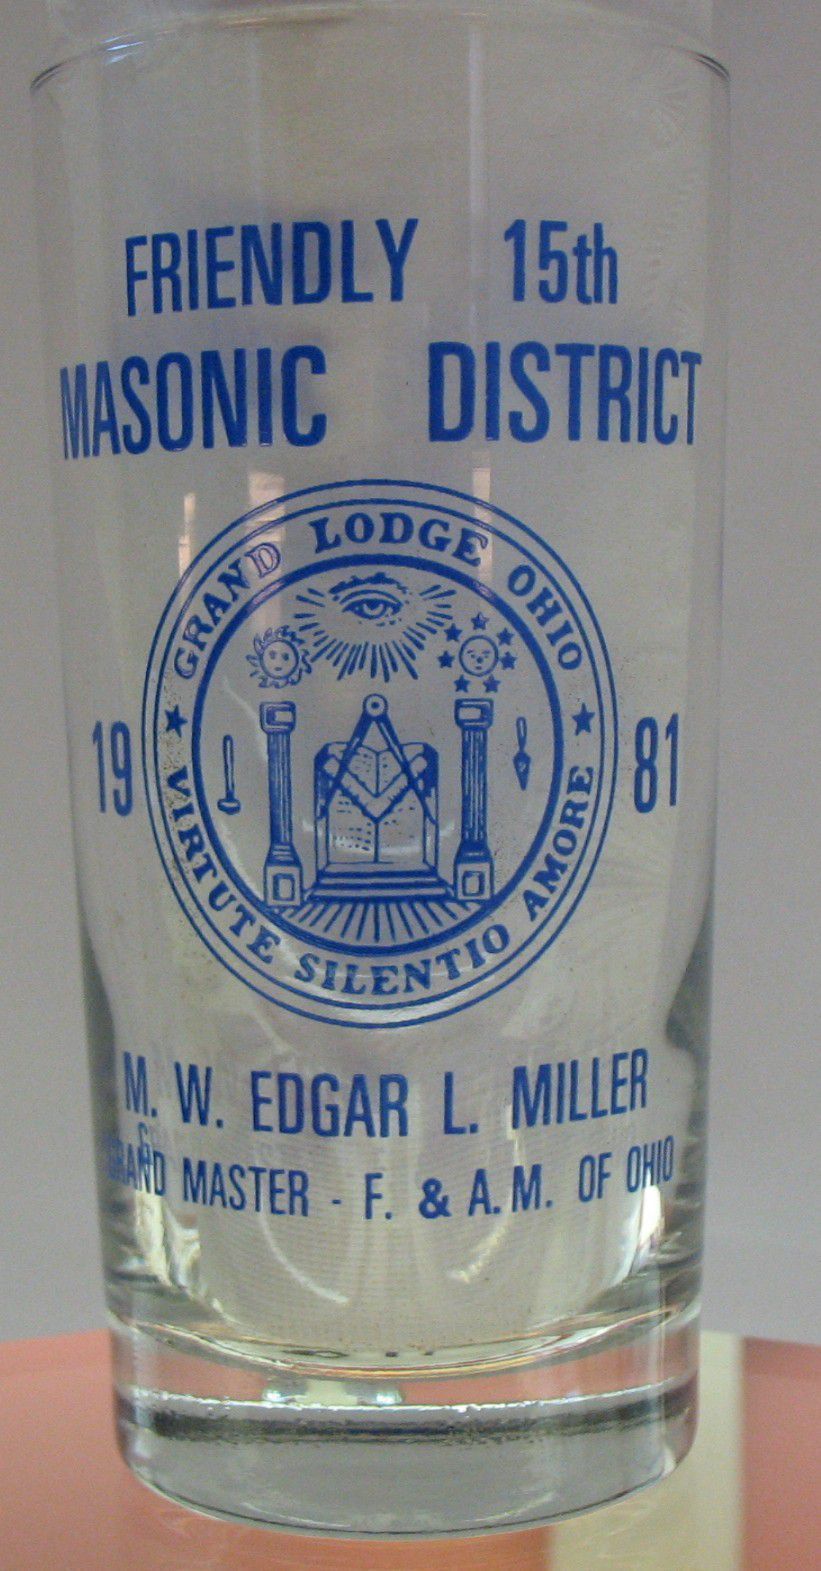 FRIENDLY 15th
MASONIC DISTRICT
GRAND LODGE OHIO
19 81
VIRTUTE SILENTIO AMORE
M. W. EDGAR L. MILLER
GRAND MASTER - F. & A.M. OF OHIO